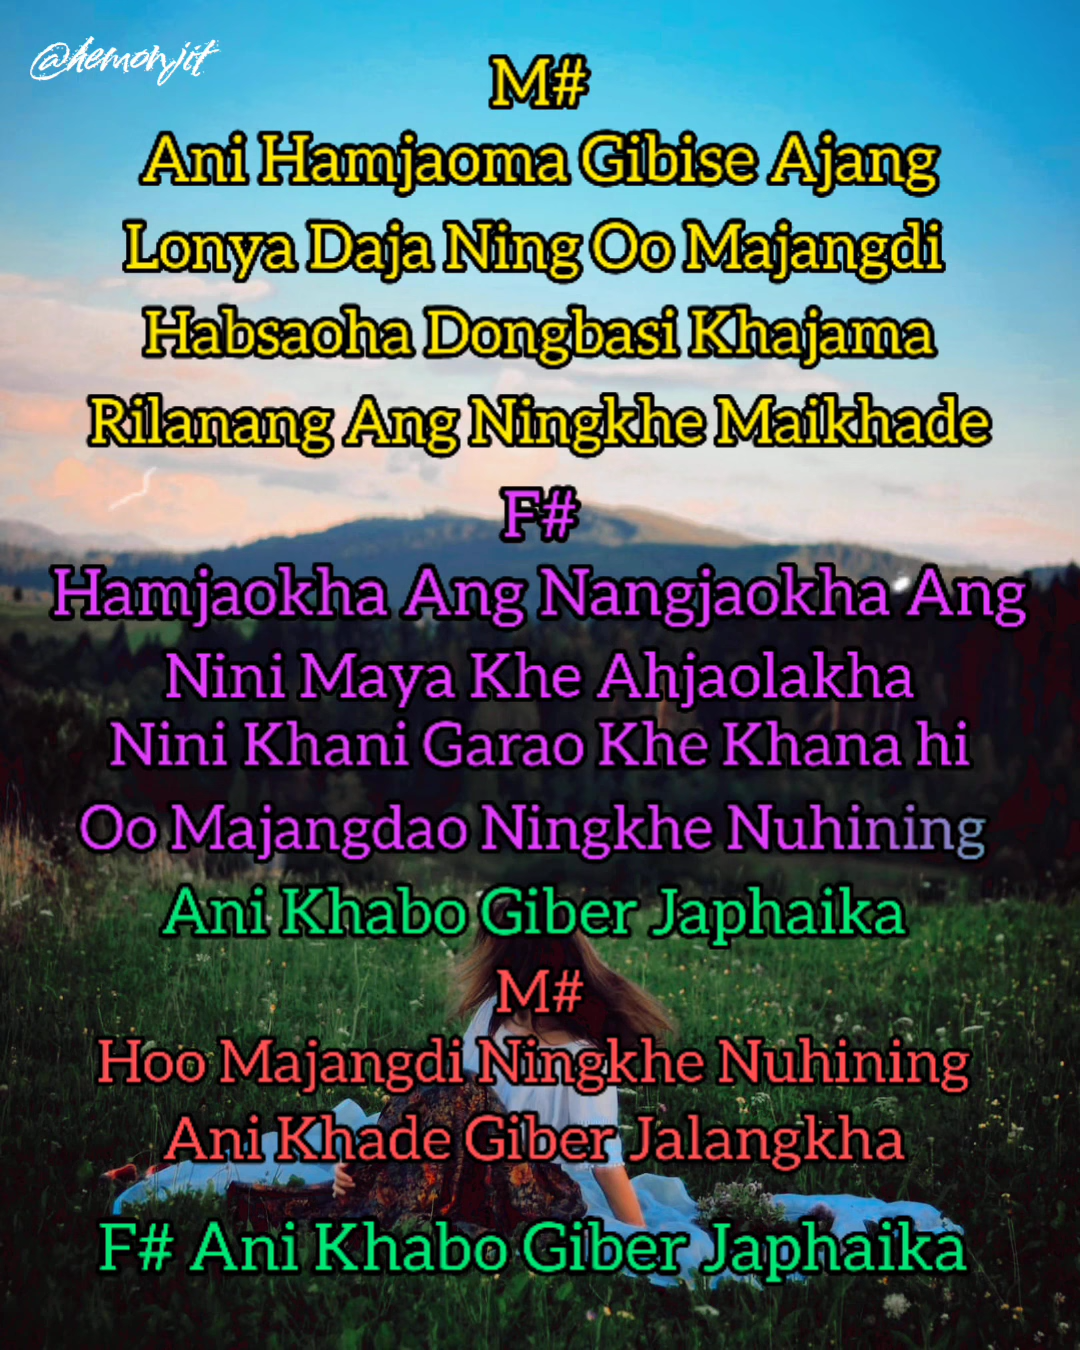 @hemonjit
M#
Ani Hamjaoma Gibise Ajang
Lonya Daja Ning Oo Majangdi
Habsaoha Dongbasi Khajama
Rilanang Ang Ningkhe Maikhade
F#
Hamjaokha Ang Nangjaokha Ang
Nini Maya Khe Ahjaolakha
Nini Khani Garao Khe Khana hi
Oo Majangdao Ningkhe Nuhining
Ani Khabo Giber Japhaika
M#
Hoo Majangdi Ningkhe Nuhining
Ani Khade Giber Jalangkha
F# Ani Khabo Giber Japhaika